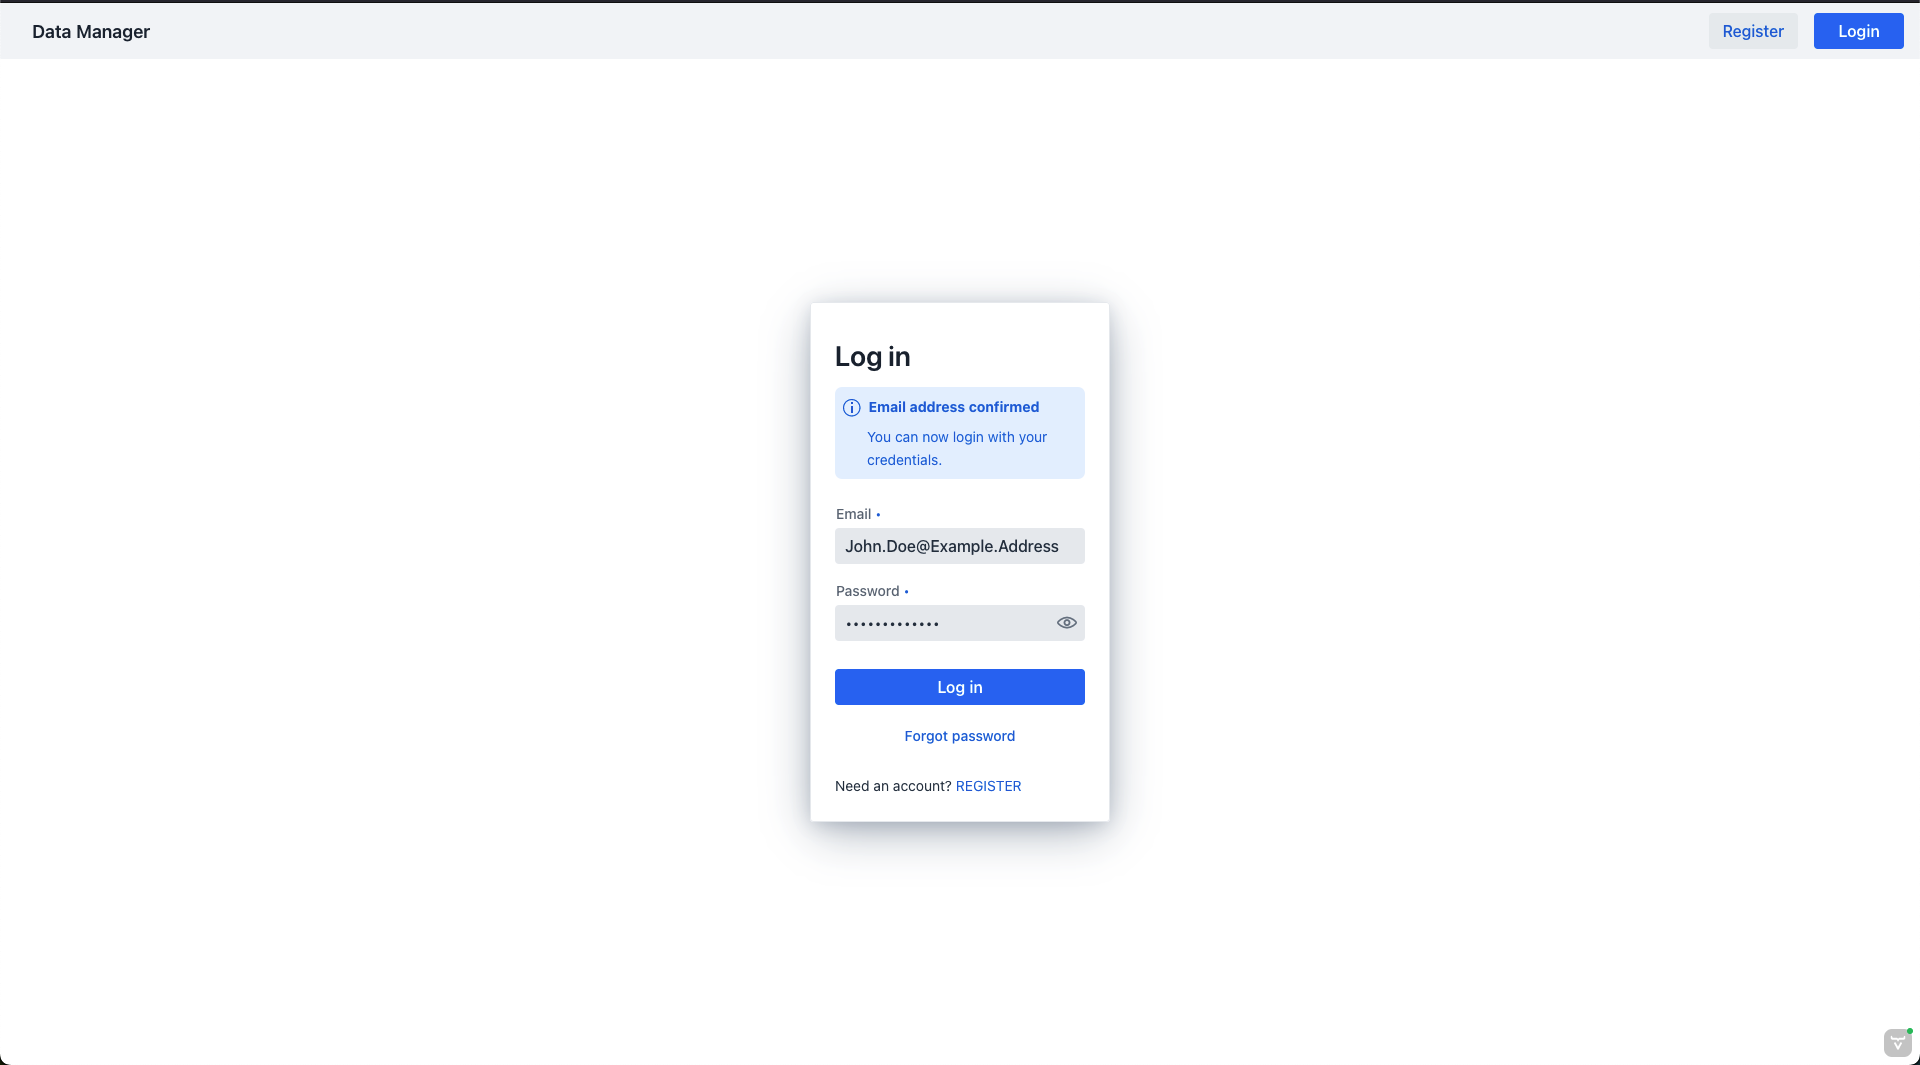 Data Manager
Register
Login
Log in
Email address confirmed
You can now login with your
credentials.
Email •
John.Doe@Example.Address
Password •
•••••••••••••
Log in
Forgot password
Need an account? REGISTER